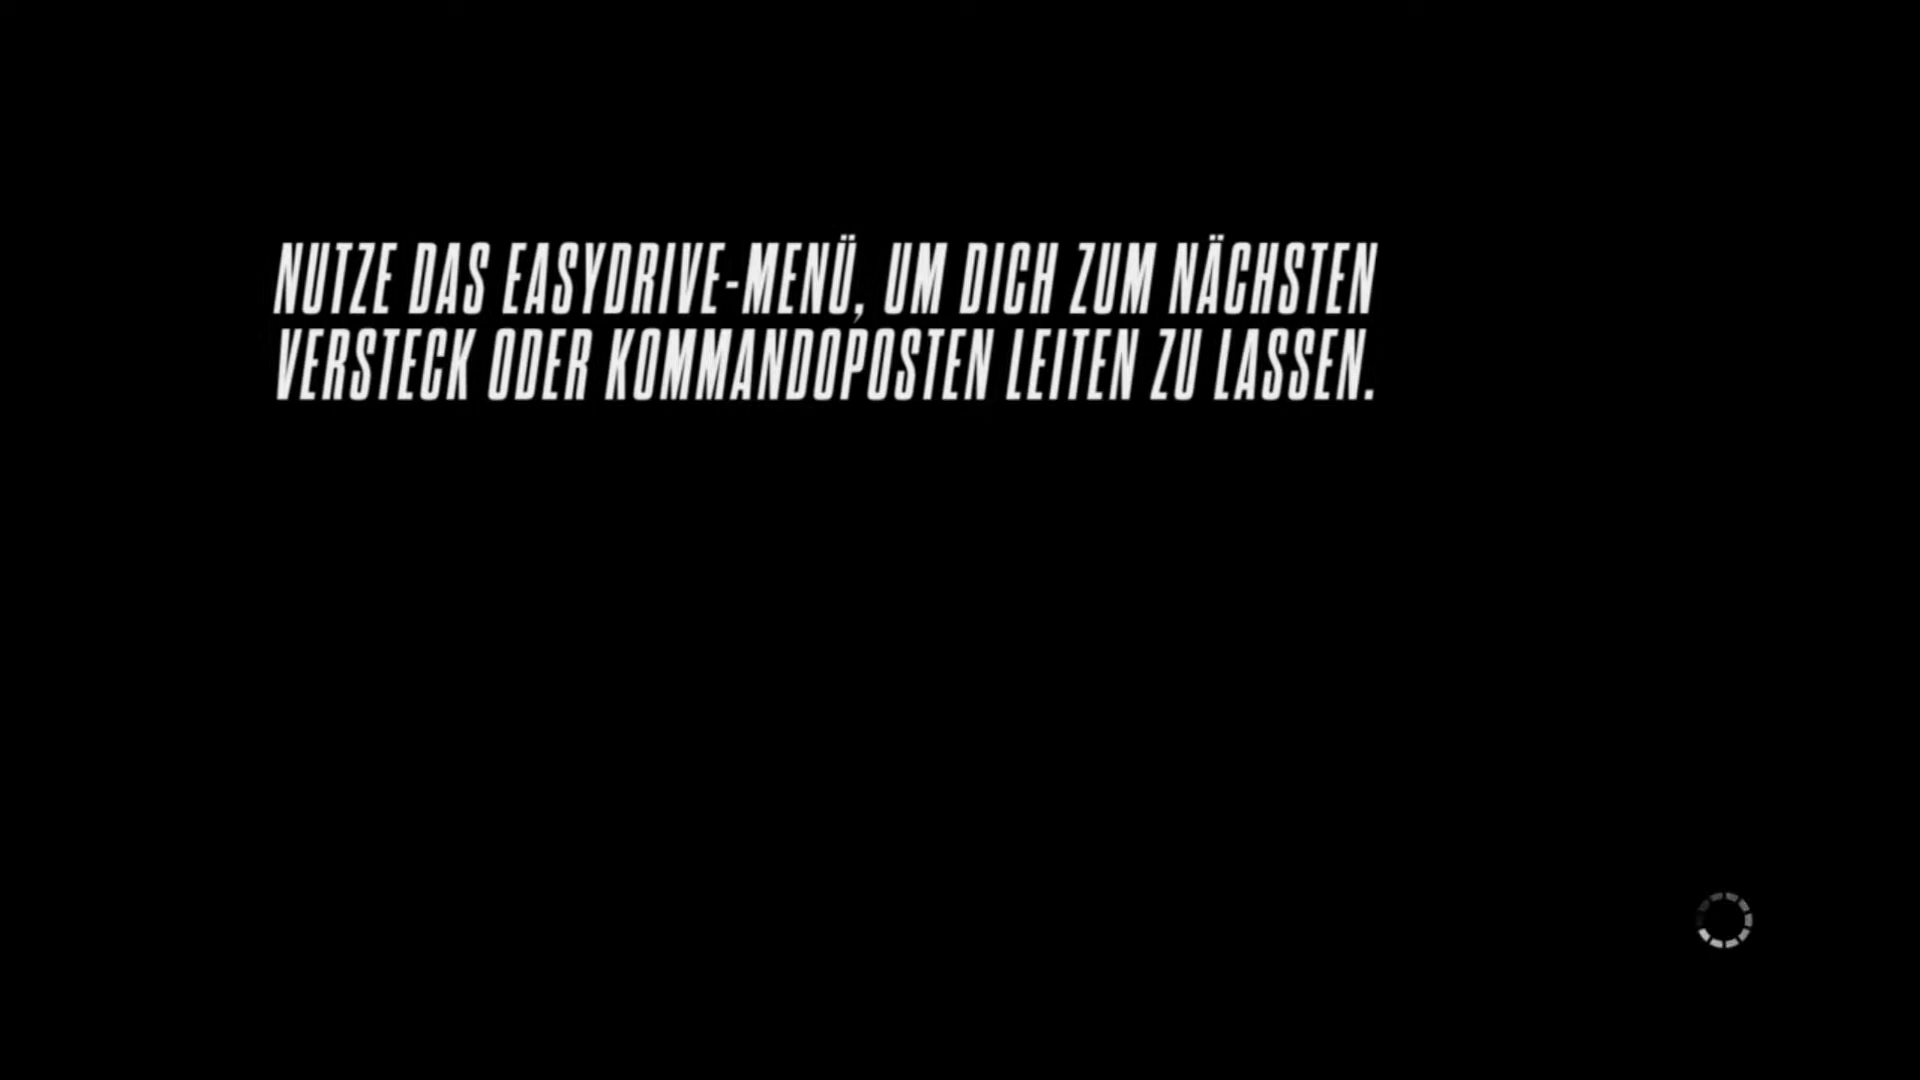 NUTZE DAS EASYDRIVE-MENÜ, UM DICH ZUM NÄCHSTEN
VERSTECK ODER KOMMANDOPOSTEN LEITEN ZU LASSEN.